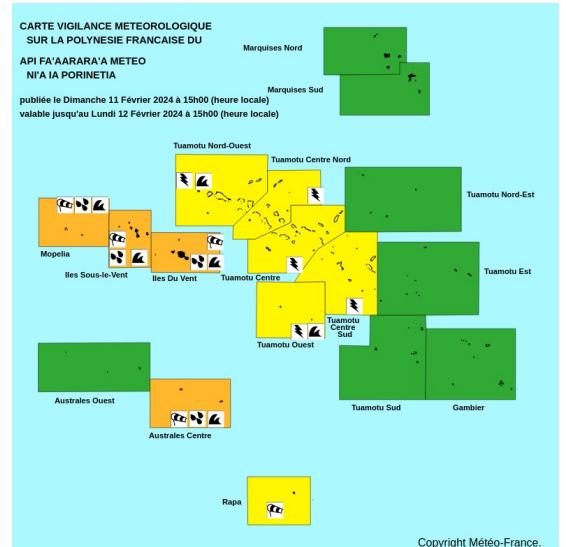 CARTE VIGILANCE METEOROLOGIQUE
SUR LA POLYNESIE FRANCAISE DU
API FA'AARARA'A METEO
NI'A IA PORINETIA
publiée le Dimanche 11 Février 2024 à 15h00 (heure locale)
valable jusqu'au Lundi 12 Février 2024 à 15h00 (heure locale)
Marquises Nord
Marquises Sud
Tuamotu Nord-Ouest
Tuamotu Centre Nord
Tuamotu Nord-Est
Mopelia
Iles Sous-le-Vent
Iles Du Vent
Tuamotu Centre
Tuamotu Est
Tuamotu
Centre
Sud
Tuamotu Ouest
Australes Ouest
Tuamotu Sud
Gambier
Australes Centre
Rapa
Copyright Météo-France.